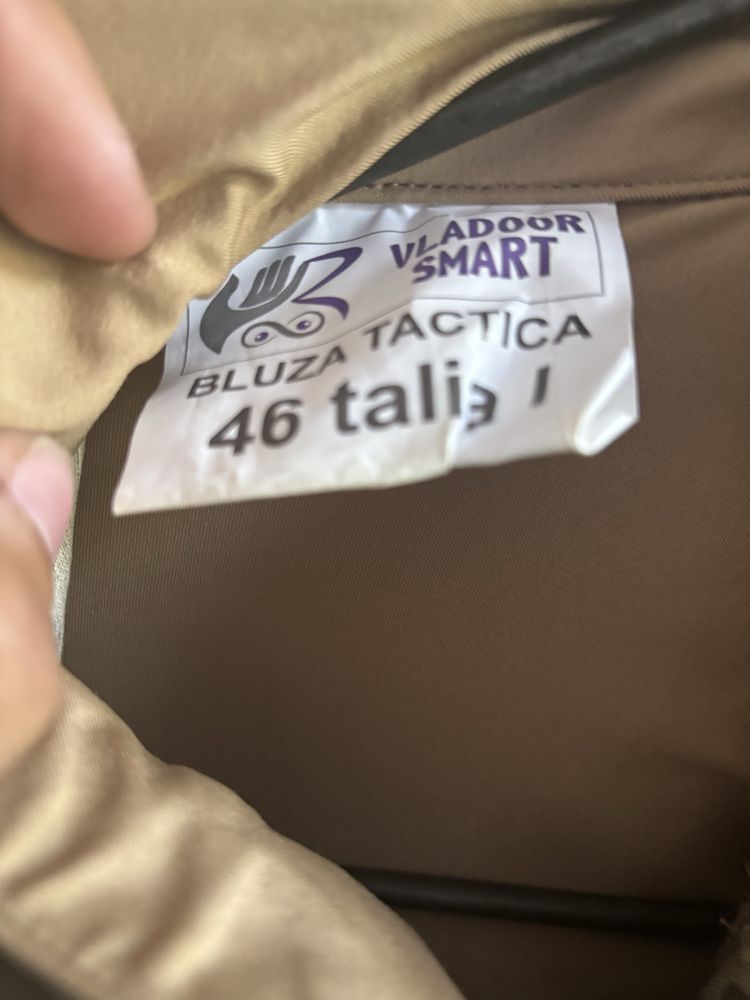 VLADOOR
SMART
BLUZA TACTICA
46 talia I